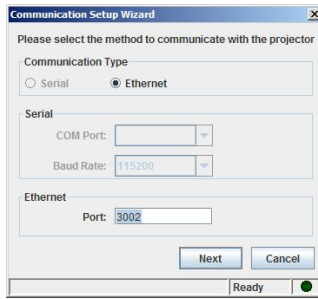 Communication Setup Wizard
Please select the method to communicate with the projector
Communication Type
Serial Ethernet
Serial
COM Port:
Baud Rate: 115200
Ethernet
Port: 3002
Next Cancel
Ready